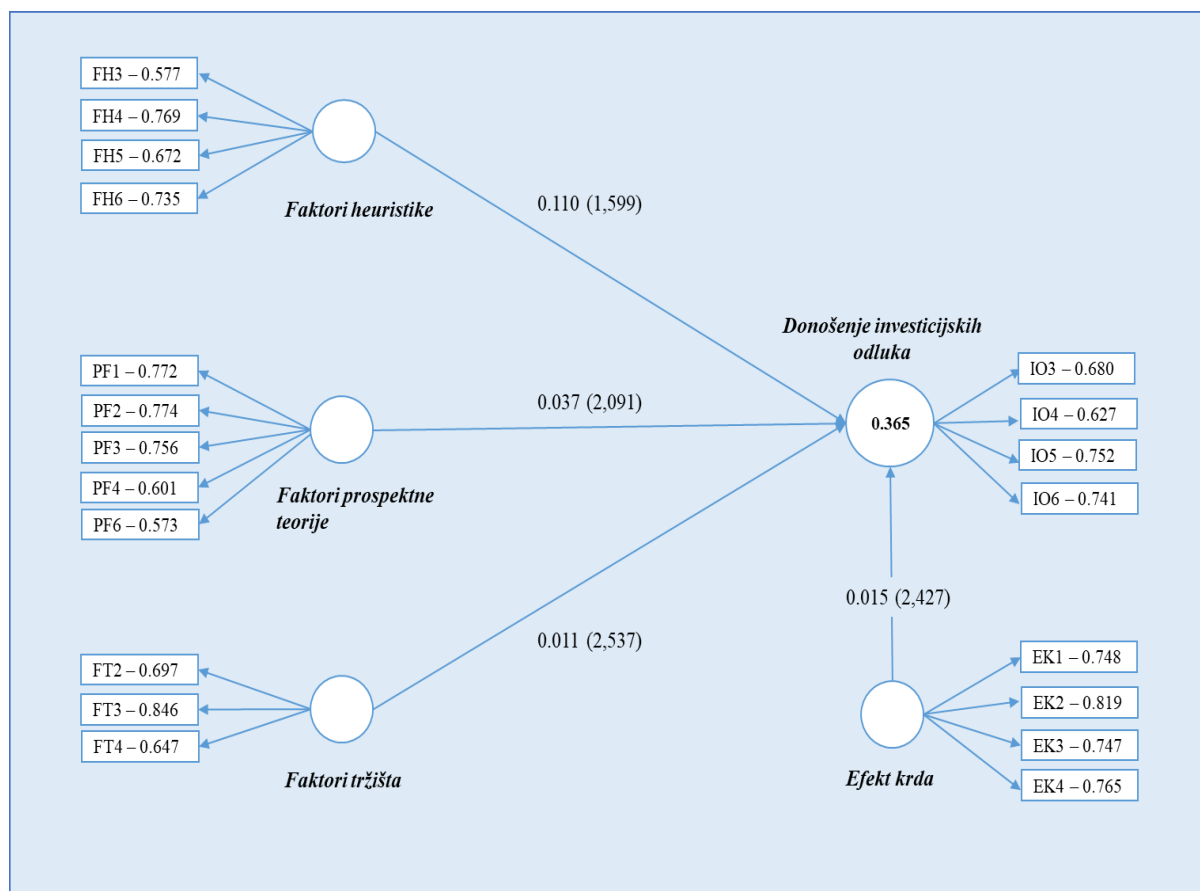 FH3 – 0.577
FH4 – 0.769
FH5 – 0.672
FH6 – 0.735
Faktori heuristike
0.110 (1,599)
PF1 – 0.772
PF2 – 0.774
PF3 – 0.756
PF4 – 0.601
PF6 – 0.573
Faktori prospektne
teorije
0.037 (2,091)
Donošenje investicijskih
odluka
0.365
IO3 – 0.680
IO4 – 0.627
IO5 – 0.752
IO6 – 0.741
FT2 – 0.697
FT3 – 0.846
FT4 – 0.647
Faktori tržišta
0.011 (2,537)
0.015 (2,427)
EK1 – 0.748
EK2 – 0.819
EK3 – 0.747
EK4 – 0.765
Efekt krda